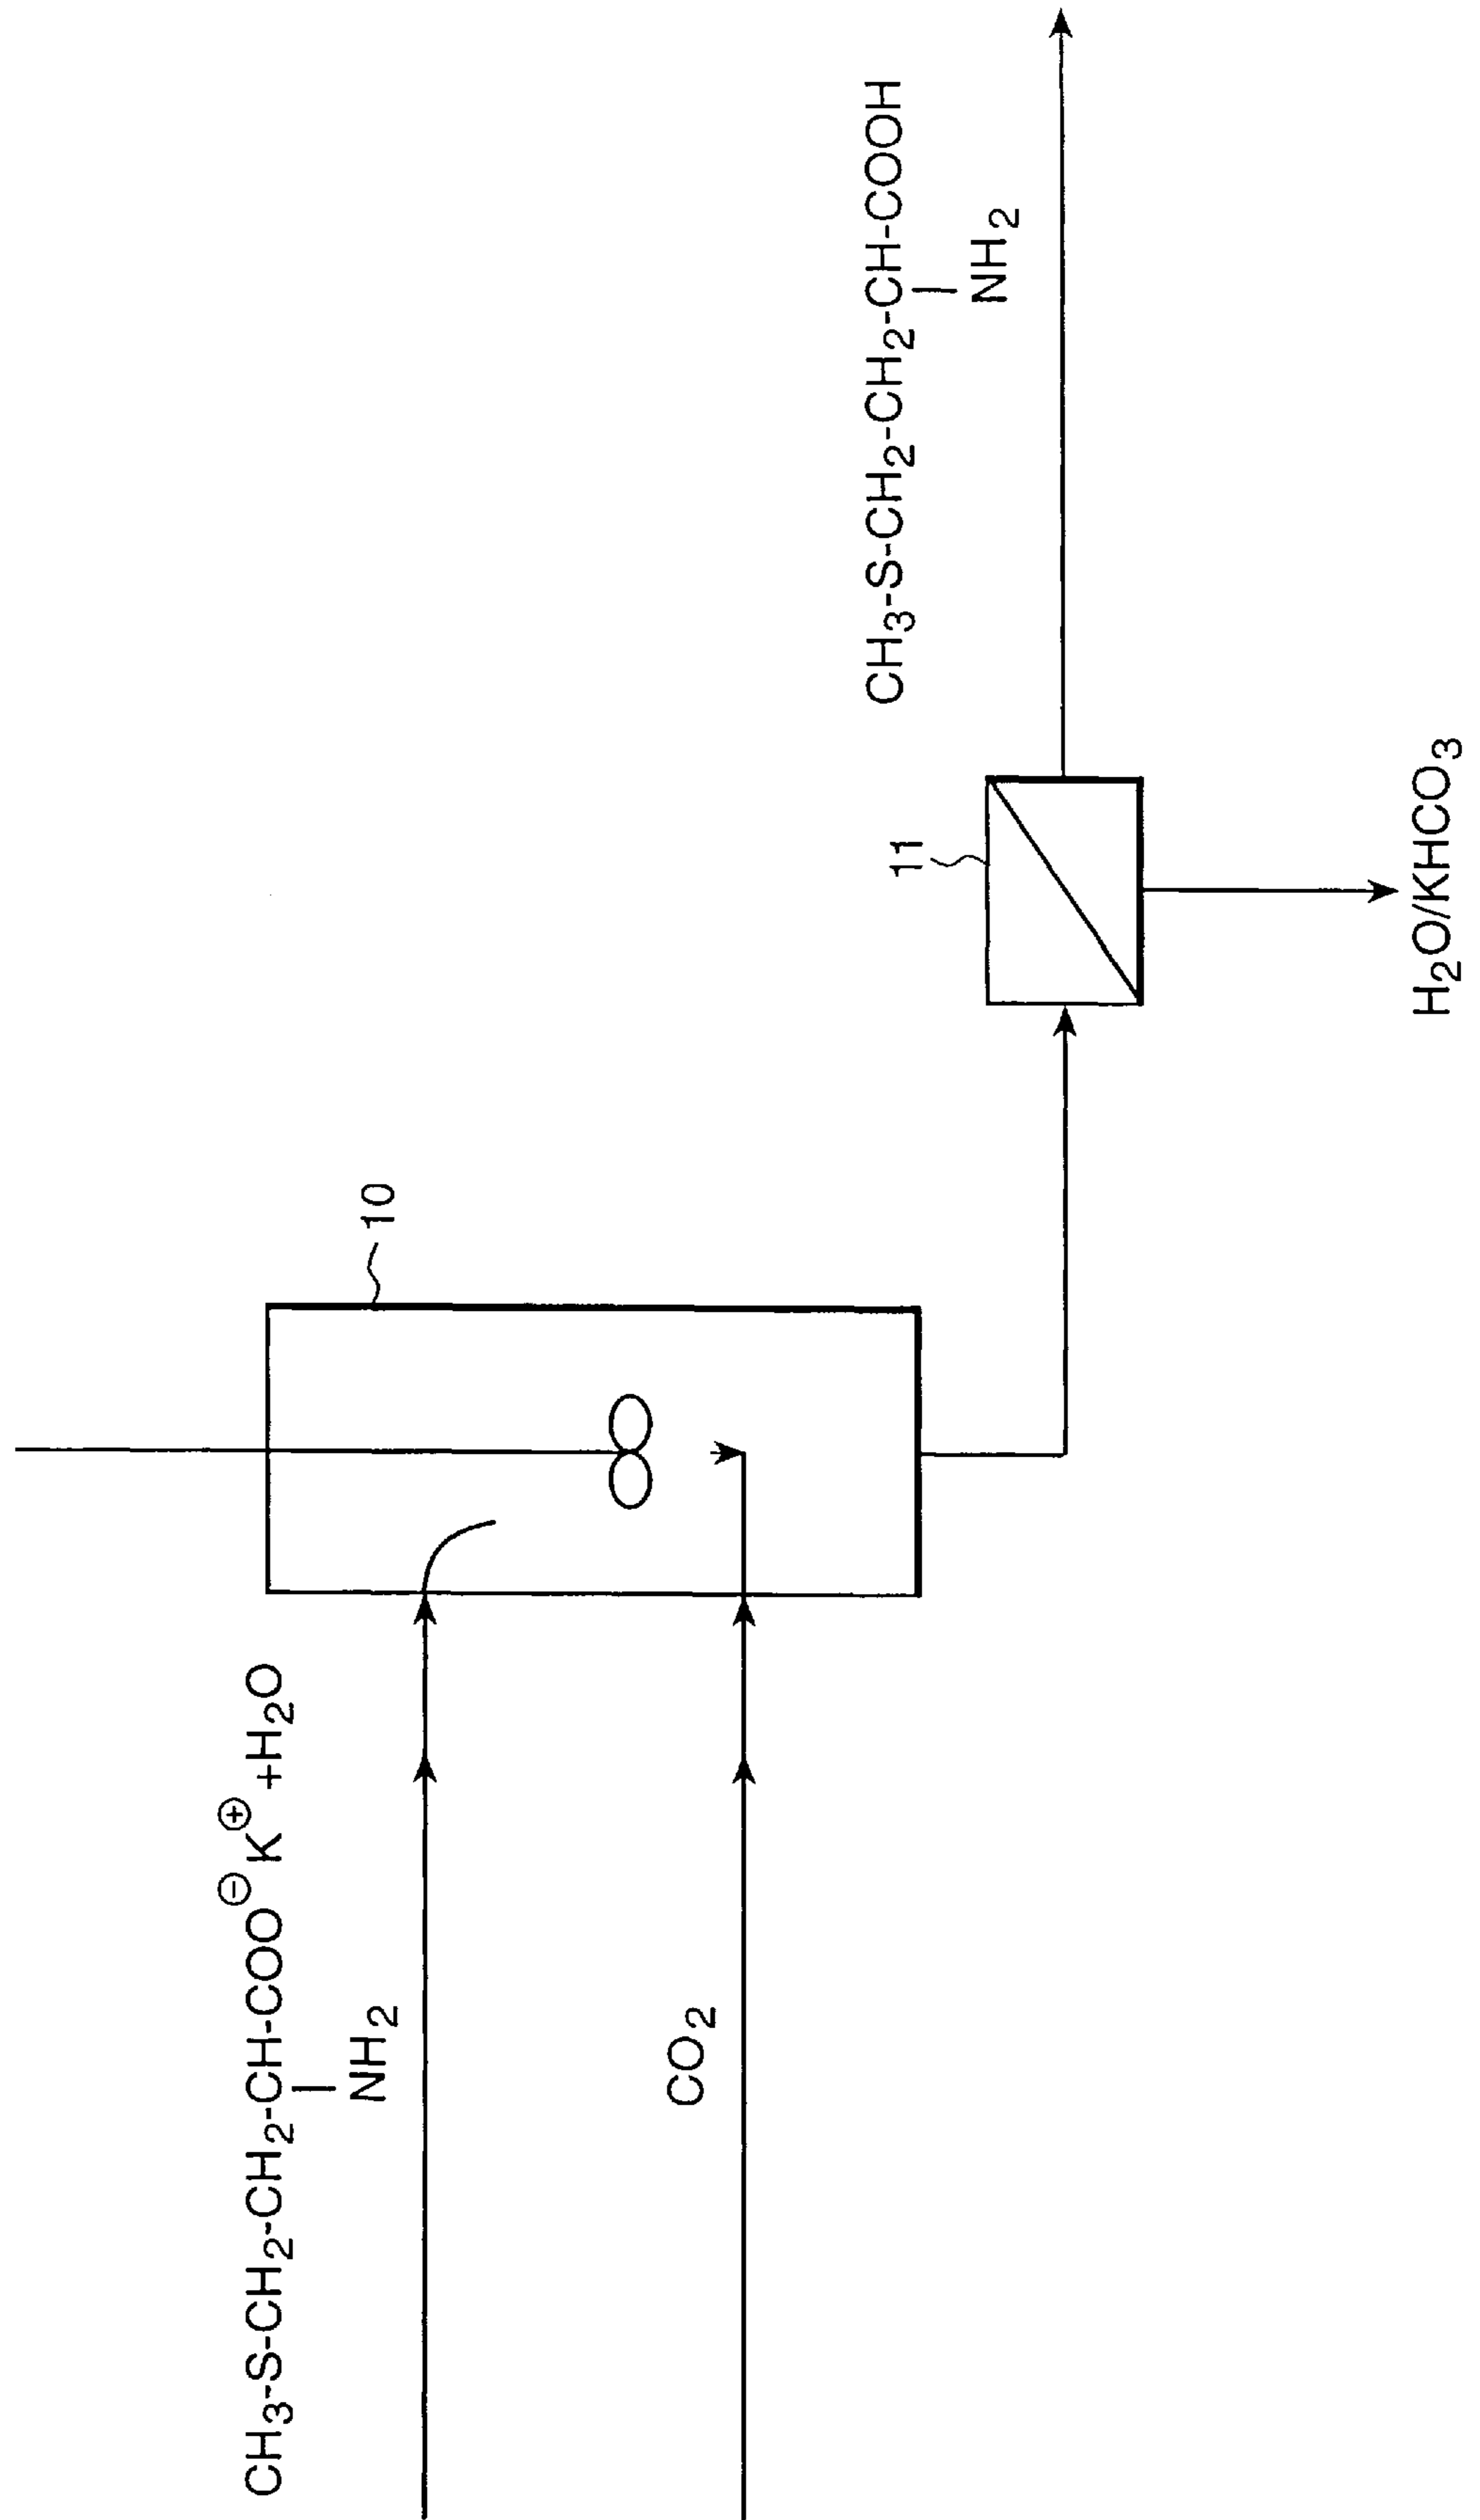 CH3-S-CH2-CH2-CH-COO⊖K⊕+H2O
NH2
CO2
10
11
CH3-S-CH2-CH2-CH-COOH
NH2
H2O/KHCO3